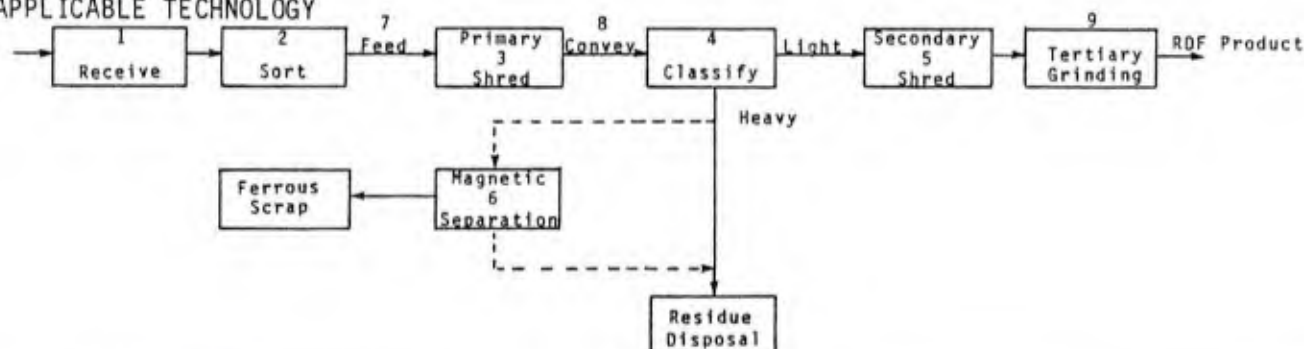 APPLICABLE TECHNOLOGY
1
Receive
2
Sort
7
Feed
Primary
3
Shred
8
Convey
4
Classify
Light
Secondary
5
Shred
9
Tertiary
Grinding
RDF Product
Heavy
Ferrous
Scrap
Magnetic
6
Separation
Residue
Disposal